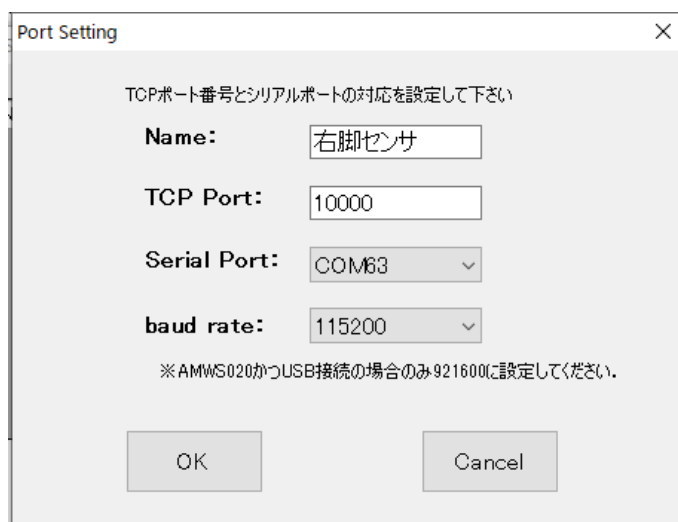 Port Setting
TCPポート番号とシリアルポートの対応を設定して下さい
Name: 右脚センサ
TCP Port: 10000
Serial Port: COM63
baud rate: 115200
※AMWS020かつUSB接続の場合のみ921600に設定してください.
OK Cancel